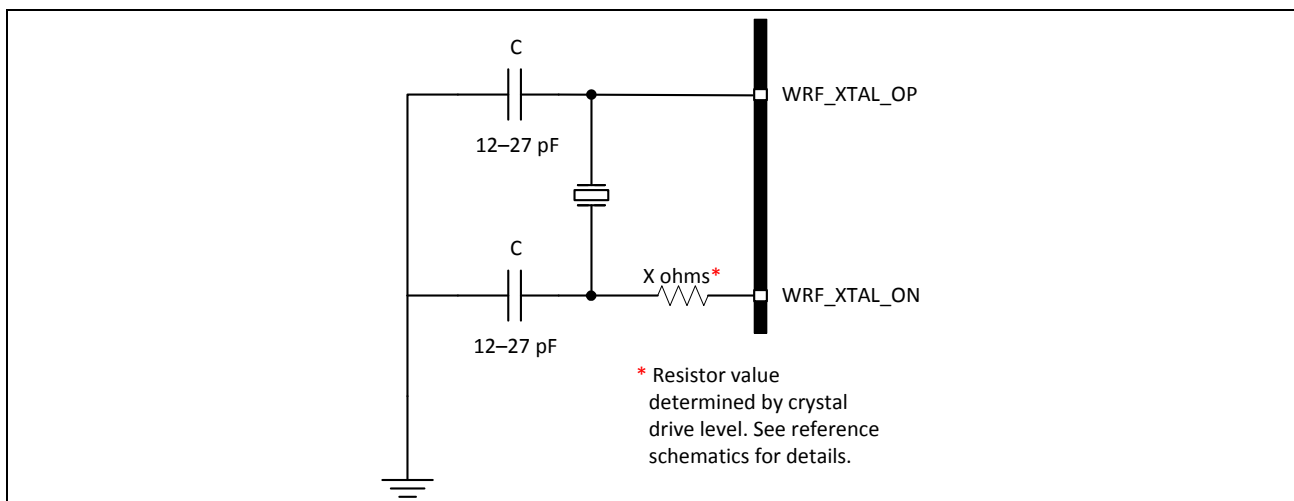 C
WRF_XTAL_OP
12–27 pF
C
X ohms*
WRF_XTAL_ON
12–27 pF
* Resistor value
determined by crystal
drive level. See reference
schematics for details.